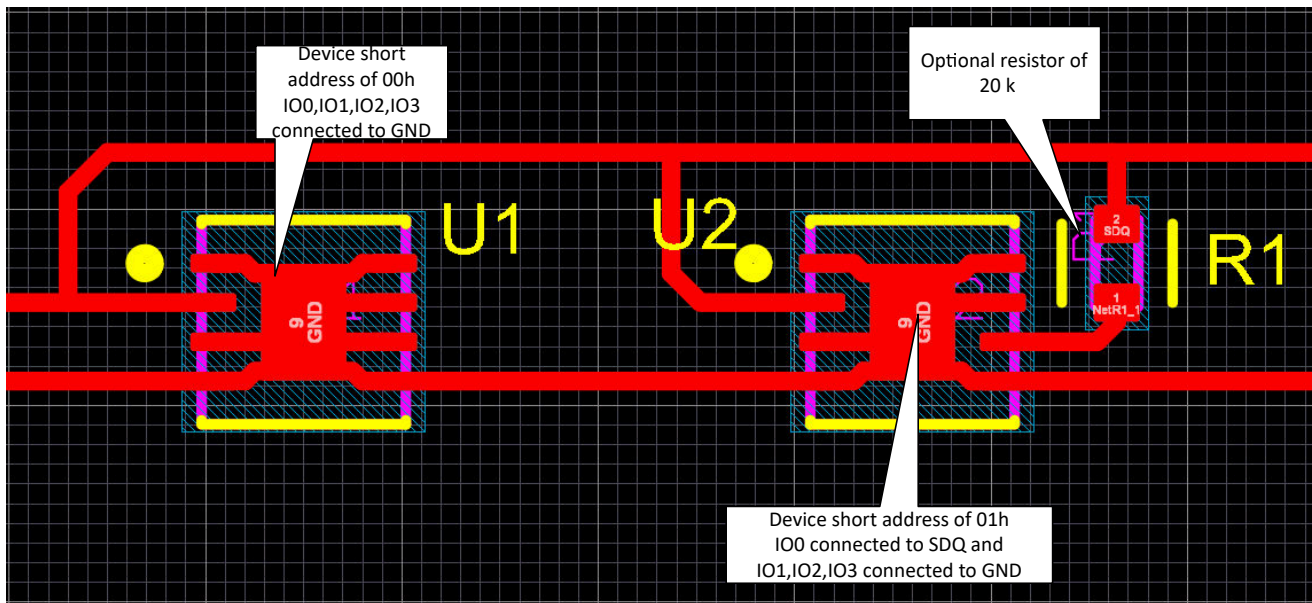 Device short
address of 00h
IO0,IO1,IO2,IO3
connected to GND
Optional resistor of
20 k
U1
U2
R1
2
SDQ
1
NetR1_1
9
GND
9
GND
Device short address of 01h
IO0 connected to SDQ and
IO1,IO2,IO3 connected to GND